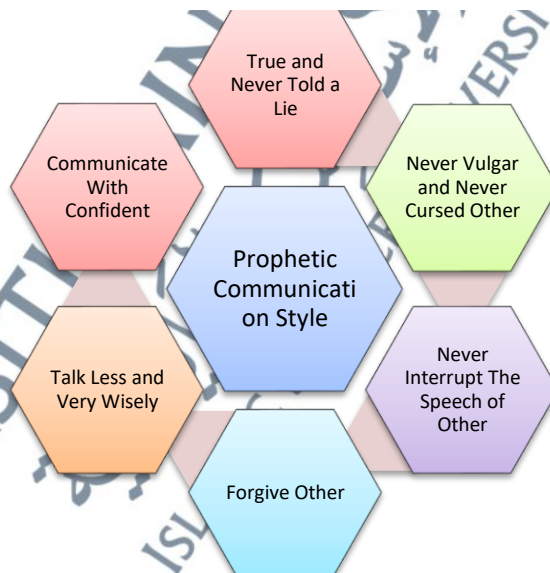 True and
Never Told a
Lie
Communicate
With
Confident
Never Vulgar
and Never
Cursed Other
Prophetic
Communicati
on Style
Talk Less and
Very Wisely
Never
Interrupt The
Speech of
Other
Forgive Other